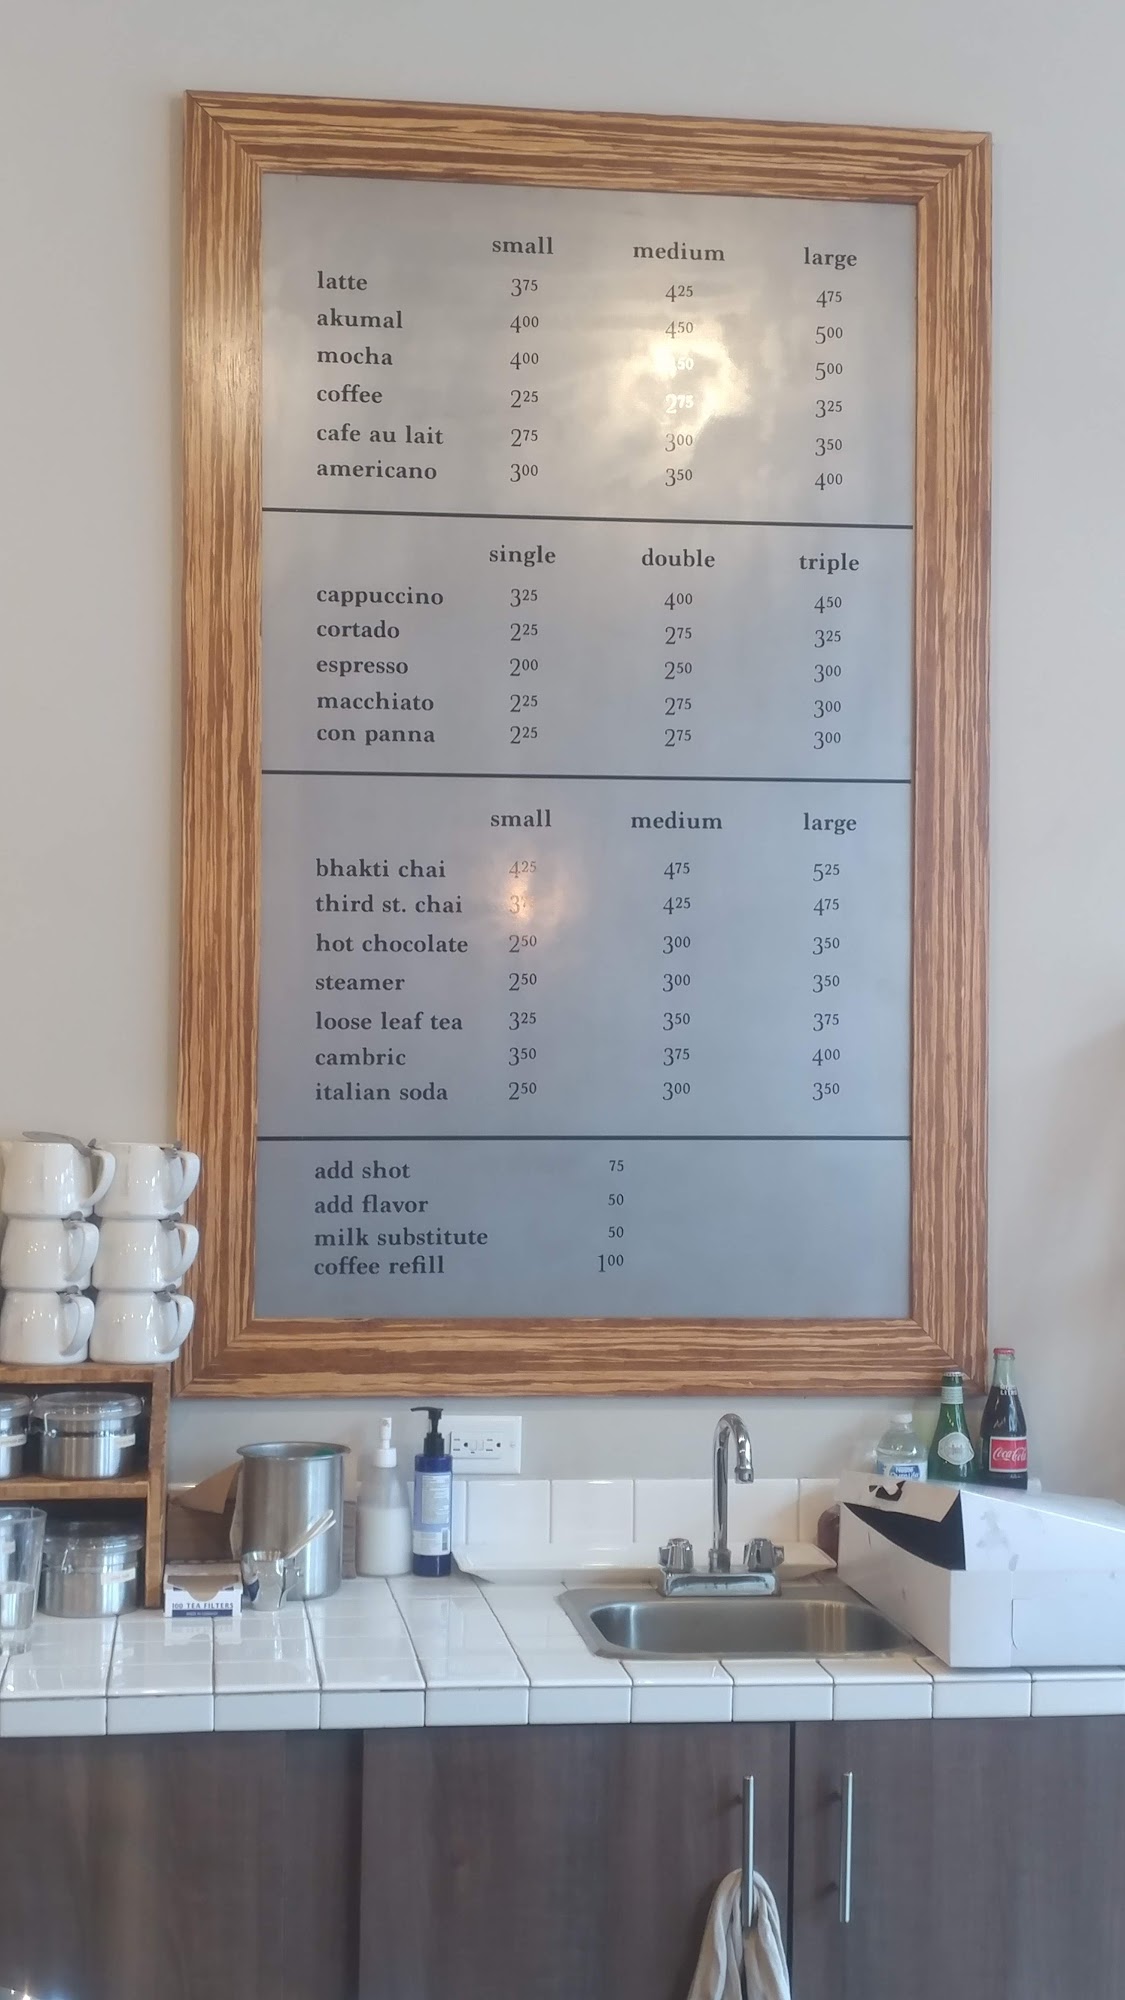 small medium large
latte 375 425 475
akumal 400 450 500
mocha 400 50 500
coffee 225 275 325
cafe au lait 275 300 350
americano 300 350 400
single double triple
cappuccino 325 400 450
cortado 225 275 325
espresso 200 250 300
macchiato 225 275 300
con panna 225 275 300
small medium large
bhakti chai 425 475 525
third st. chai 425 475
hot chocolate 250 300 350
steamer 250 300 350
loose leaf tea 325 350 375
cambric 350 375 400
italian soda 250 300 350
add shot 75
add flavor 50
milk substitute 50
coffee refill 100
Coca-Cola
100 TEA FILTERS